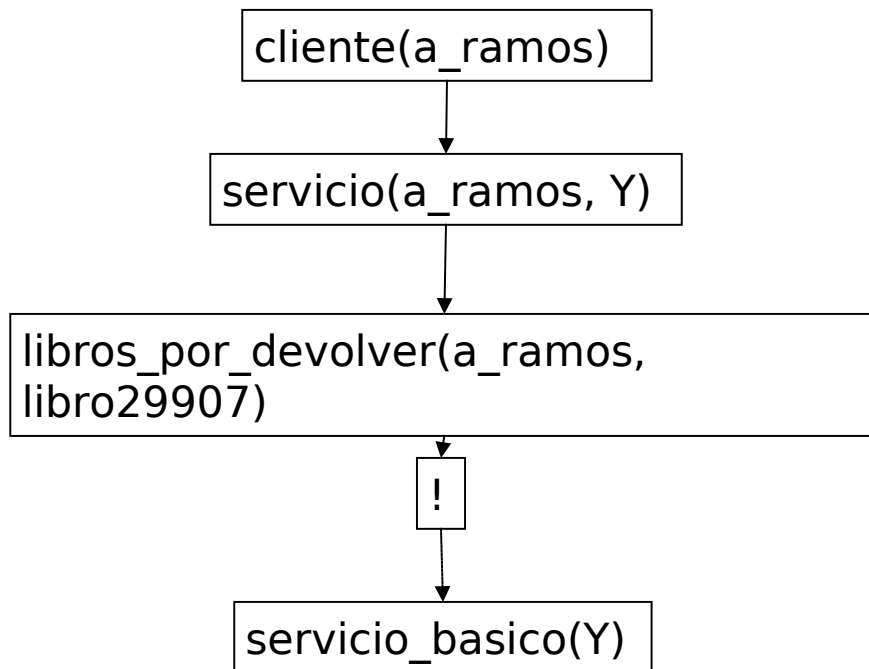 cliente(a_ramos)
servicio(a_ramos, Y)
libros_por_devolver(a_ramos,
libro29907)
!
servicio_basico(Y)